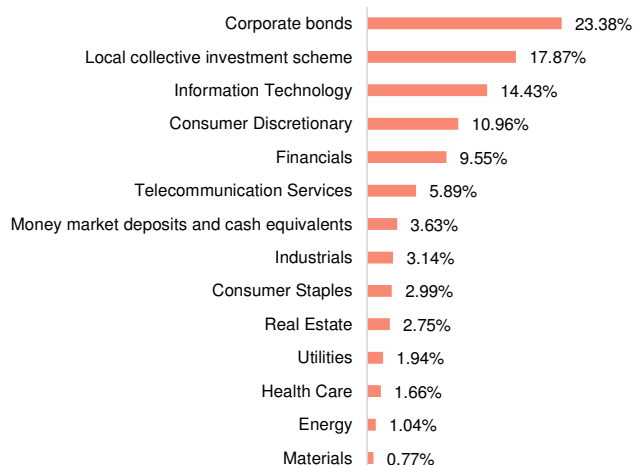 Corporate bonds 23.38%
Local collective investment scheme 17.87%
Information Technology 14.43%
Consumer Discretionary 10.96%
Financials 9.55%
Telecommunication Services 5.89%
Money market deposits and cash equivalents 3.63%
Industrials 3.14%
Consumer Staples 2.99%
Real Estate 2.75%
Utilities 1.94%
Health Care 1.66%
Energy 1.04%
Materials 0.77%